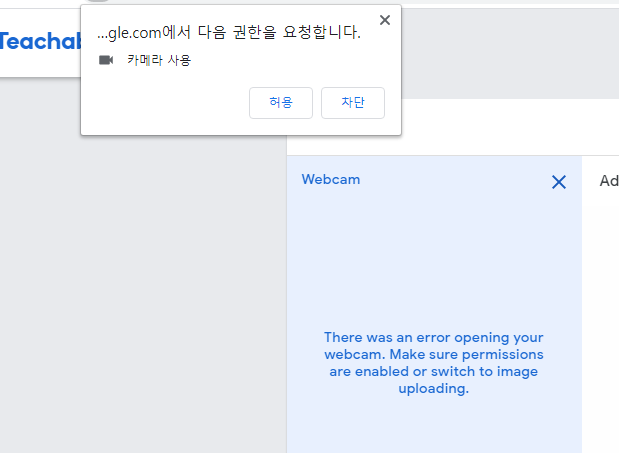 ...gle.com에서 다음 권한을 요청합니다.
카메라 사용
허용 차단
Teachab
Webcam
Ad
There was an error opening your
webcam. Make sure permissions
are enabled or switch to image
uploading.